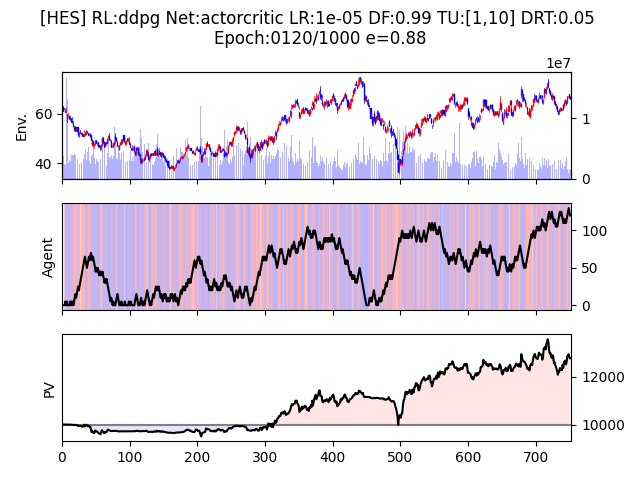 [HES] RL:ddpg Net:actorcritic LR:1e-05 DF:0.99 TU:[1,10] DRT:0.05
Epoch:0120/1000 e=0.88
1e7
Env.
60
40
1
0
Agent
100
50
0
PV
12000
10000
0 100 200 300 400 500 600 700